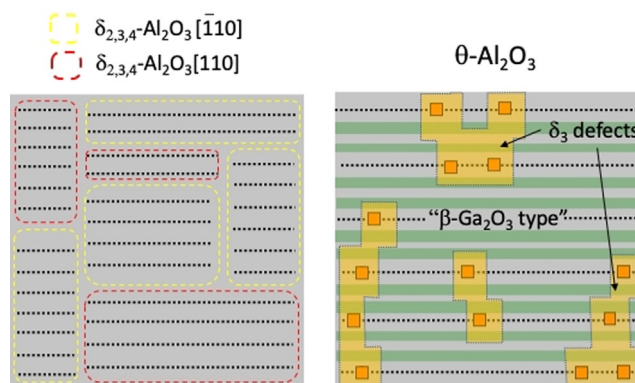 δ₂,₃,₄-Al₂O₃ [1̄10]
δ₂,₃,₄-Al₂O₃[110]
θ-Al₂O₃
δ₃ defects
“β-Ga₂O₃ type”